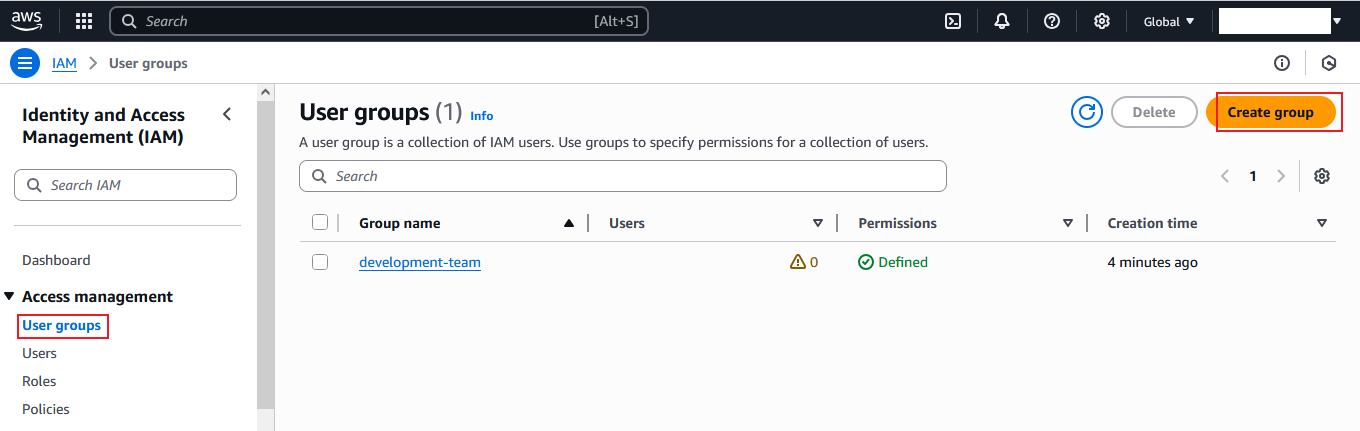 aws Search [Alt+S] Global
IAM > User groups
Identity and Access
Management (IAM)
Search IAM
Dashboard
Access management
User groups
Users
Roles
Policies
User groups (1) Info
Delete
Create group
A user group is a collection of IAM users. Use groups to specify permissions for a collection of users.
Search
1
Group name Users Permissions Creation time
development-team 0 Defined 4 minutes ago